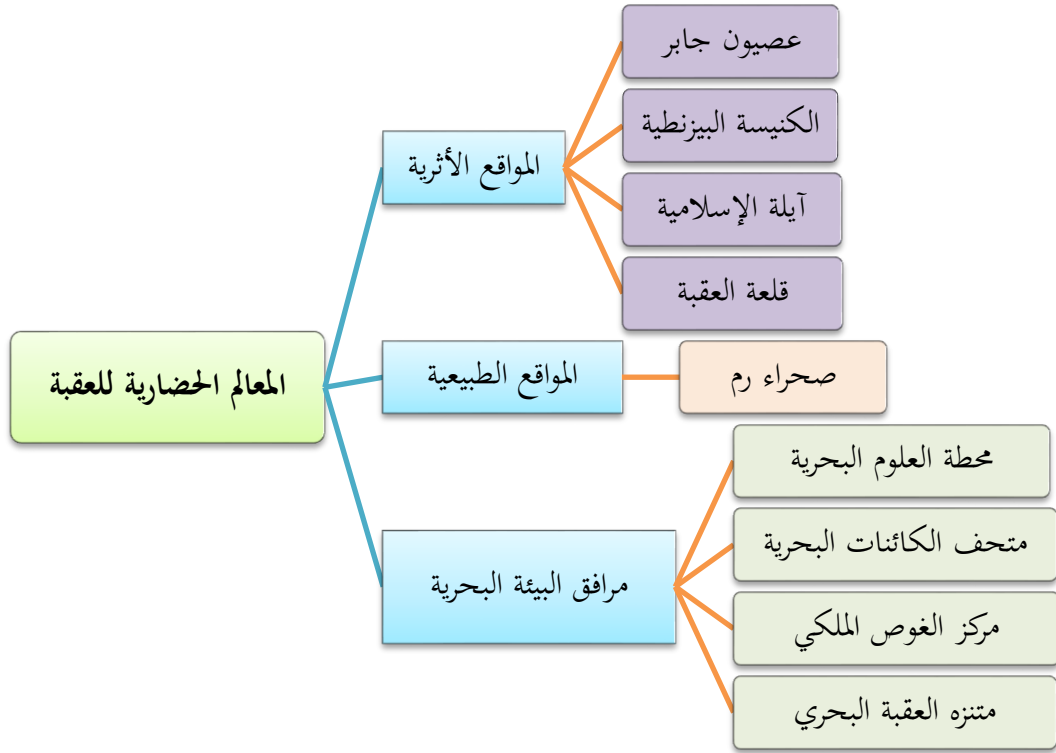 المعالم الحضارية للعقبة
المواقع الأثرية
عصيون جابر
الكنيسة البيزنطية
آيلة الإسلامية
قلعة العقبة
المواقع الطبيعية
صحراء رم
مرافق البيئة البحرية
محطة العلوم البحرية
متحف الكائنات البحرية
مركز الغوص الملكي
متنزه العقبة البحري